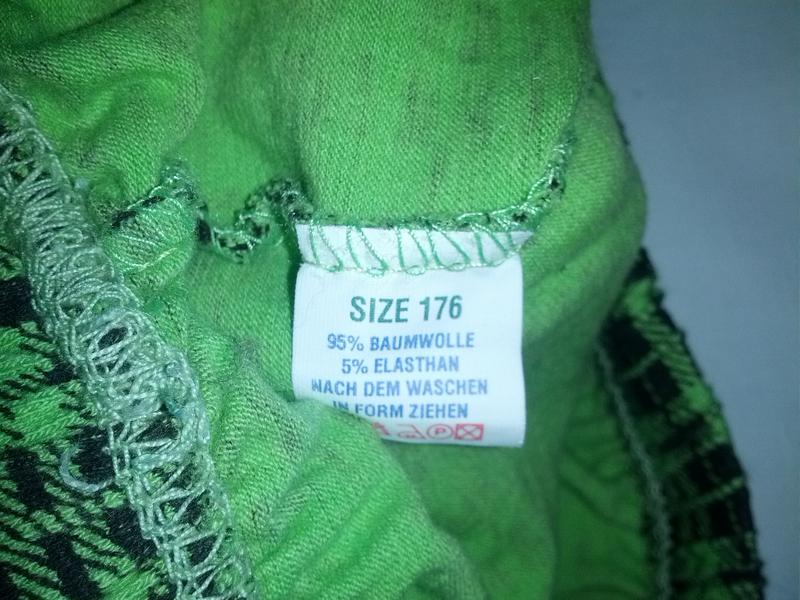 SIZE 176
95% BAUMWOLLE
5% ELASTHAN
NACH DEM WASCHEN
IN FORM ZIEHEN
P